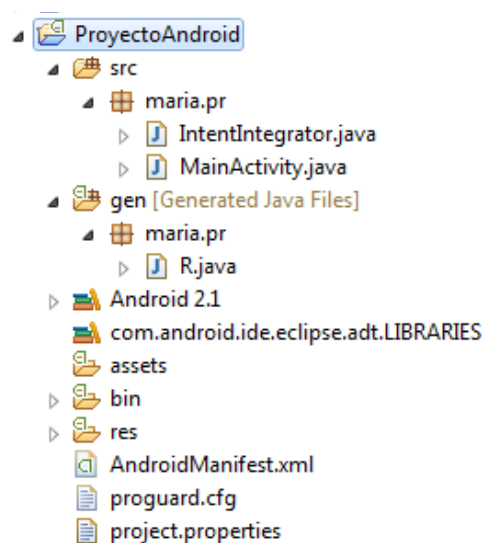 ProyectoAndroid
src
maria.pr
IntentIntegrator.java
MainActivity.java
gen [Generated Java Files]
maria.pr
R.java
Android 2.1
com.android.ide.eclipse.adt.LIBRARIES
assets
bin
res
AndroidManifest.xml
proguard.cfg
project.properties